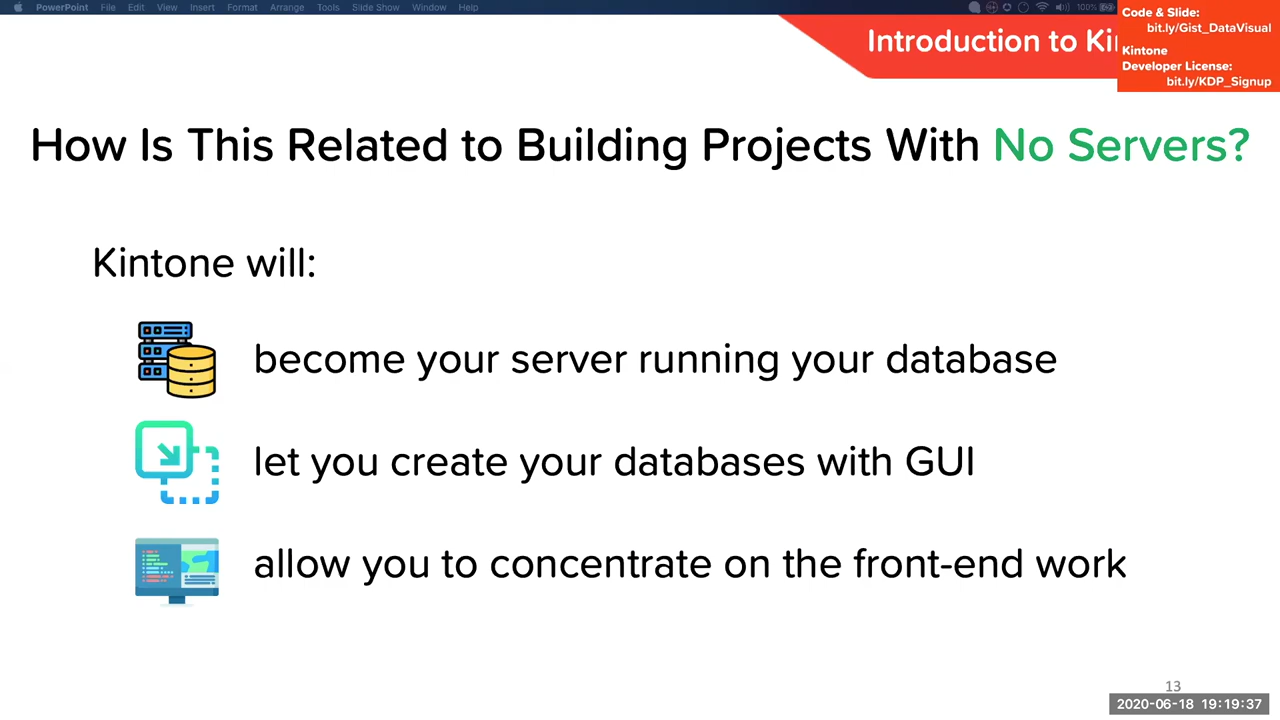 PowerPoint File Edit View Insert Format Arrange Tools Slide Show Window Help 100%
Introduction to Ki
Code & Slide:
bit.ly/Gist_DataVisual
Kintone
Developer License:
bit.ly/KDP_Signup
How Is This Related to Building Projects With No Servers?
Kintone will:
become your server running your database
let you create your databases with GUI
allow you to concentrate on the front-end work
13
2020-06-18 19:19:37